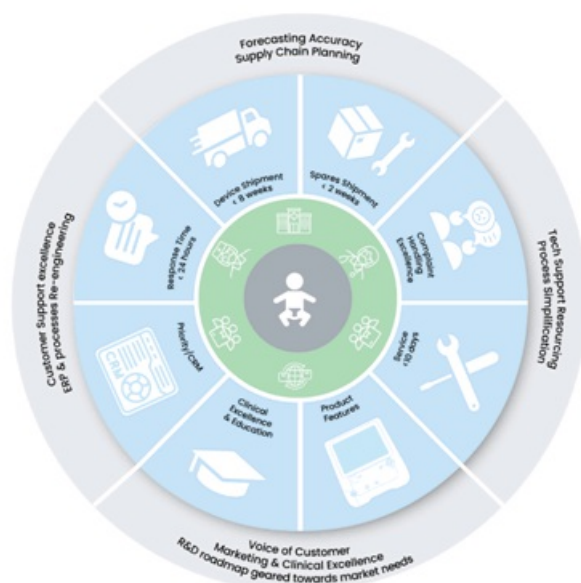 Forecasting Accuracy
Supply Chain Planning
Device Shipment
< 8 weeks
Spares Shipment
< 2 weeks
Complaint
Handling
Excellence
Tech Support Resourcing
Process Simplification
Service
<10 days
Product
Features
Clinical
Excellence
& Education
Priority/CRM
CRM
Response Time
< 24 hours
Customer Support excellence
ERP & processes Re-engineering
Voice of Customer
Marketing & Clinical Excellence
R&D roadmap geared towards market needs